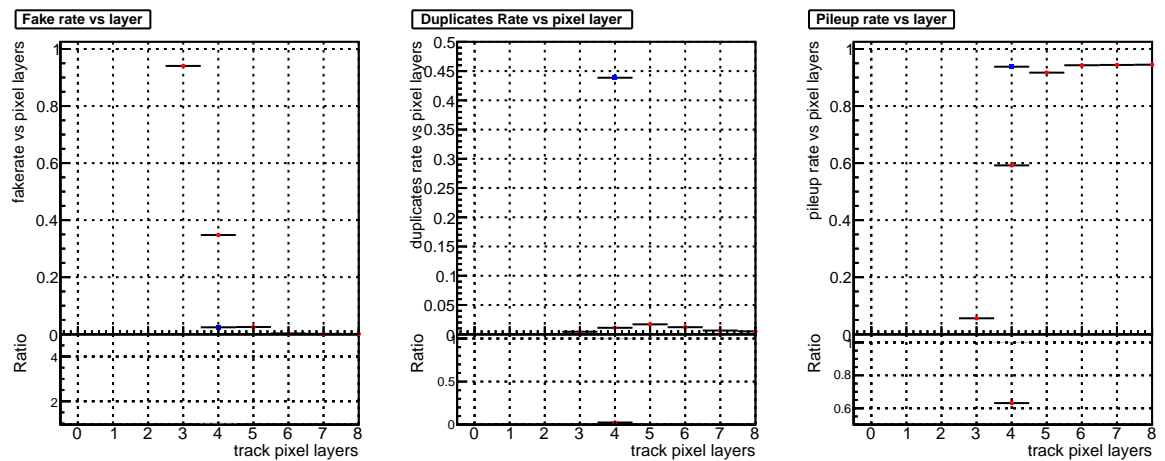 Fake rate vs layer
fakerate vs pixel layers
1
0.8
0.6
0.4
0.2
0
Ratio
4
2
0 1 2 3 4 5 6 7 8
track pixel layers
Duplicates Rate vs pixel layer
duplicates rate vs pixel layers
0.5
0.45
0.4
0.35
0.3
0.25
0.2
0.15
0.1
0.05
0
Ratio
1
0.5
0
0 1 2 3 4 5 6 7 8
track pixel layers
Pileup rate vs layer
pileup rate vs pixel layers
1
0.8
0.6
0.4
0.2
0
Ratio
1
0.8
0.6
0 1 2 3 4 5 6 7 8
track pixel layers